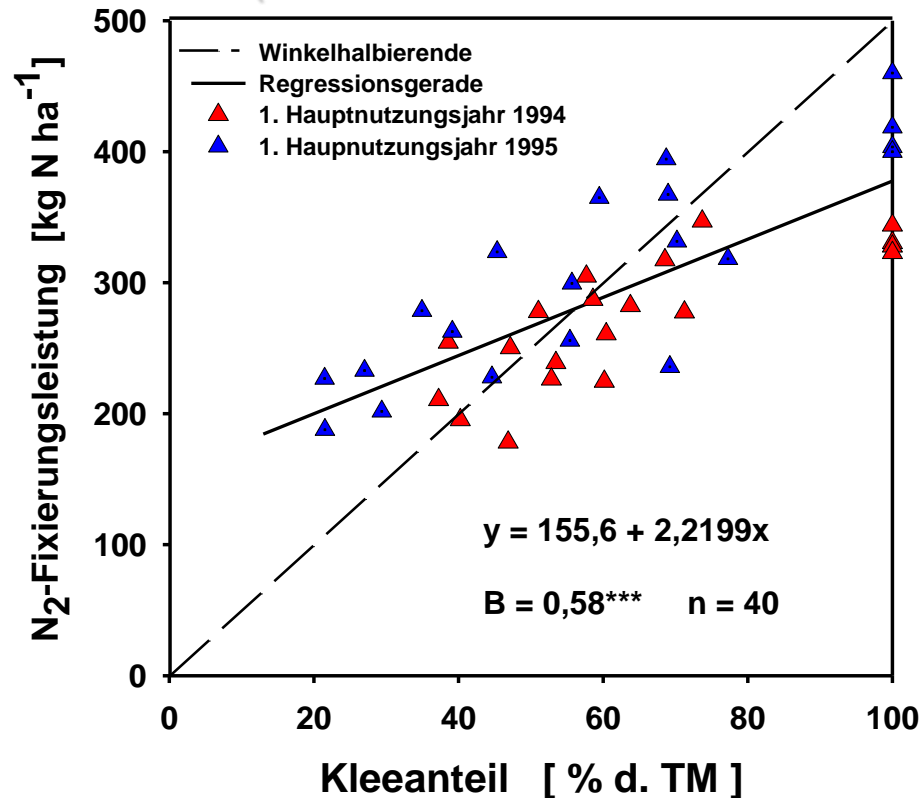 500
400
300
200
100
0
N2-Fixierungsleistung [kg N ha-1]
Winkelhalbierende
Regressionsgerade
1. Hauptnutzungsjahr 1994
1. Haupnutzungsjahr 1995
y = 155,6 + 2,2199x
B = 0,58*** n = 40
0 20 40 60 80 100
Kleeanteil [ % d. TM ]